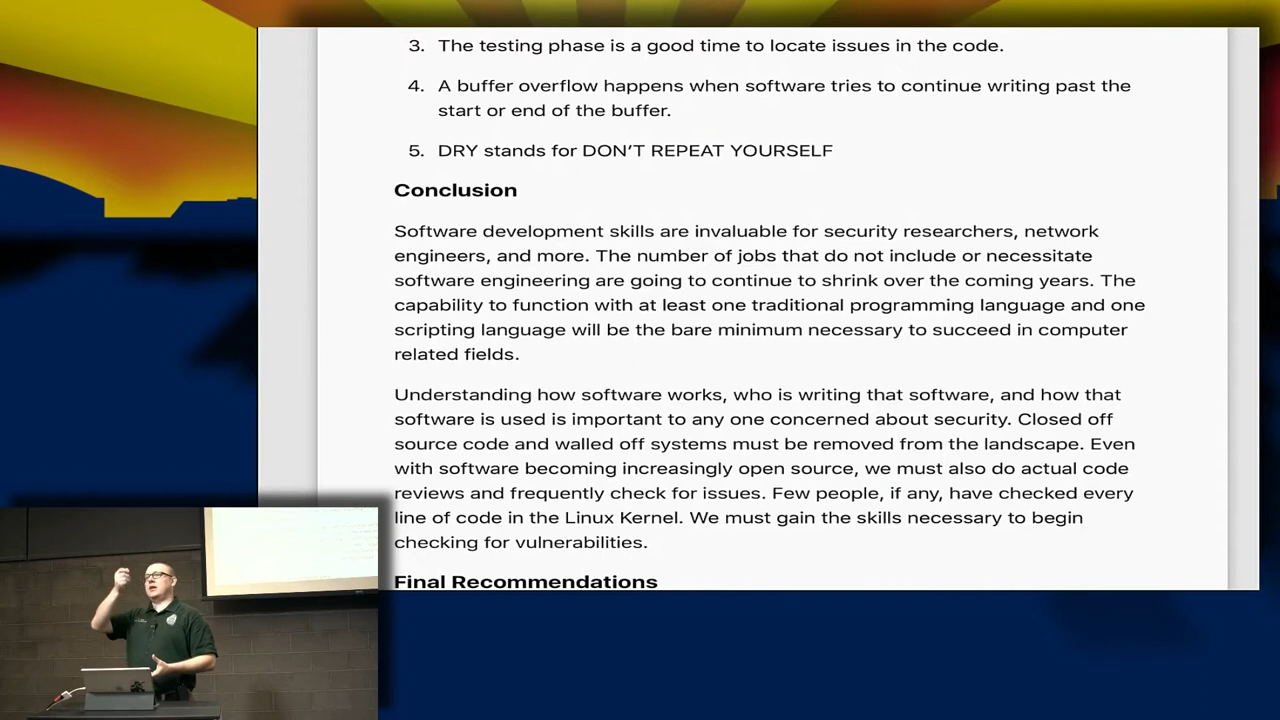 3. The testing phase is a good time to locate issues in the code.
4. A buffer overflow happens when software tries to continue writing past the
start or end of the buffer.
5. DRY stands for DON'T REPEAT YOURSELF
Conclusion
Software development skills are invaluable for security researchers, network
engineers, and more. The number of jobs that do not include or necessitate
software engineering are going to continue to shrink over the coming years. The
capability to function with at least one traditional programming language and one
scripting language will be the bare minimum necessary to succeed in computer
related fields.
Understanding how software works, who is writing that software, and how that
software is used is important to any one concerned about security. Closed off
source code and walled off systems must be removed from the landscape. Even
with software becoming increasingly open source, we must also do actual code
reviews and frequently check for issues. Few people, if any, have checked every
line of code in the Linux Kernel. We must gain the skills necessary to begin
checking for vulnerabilities.
Final Recommendations